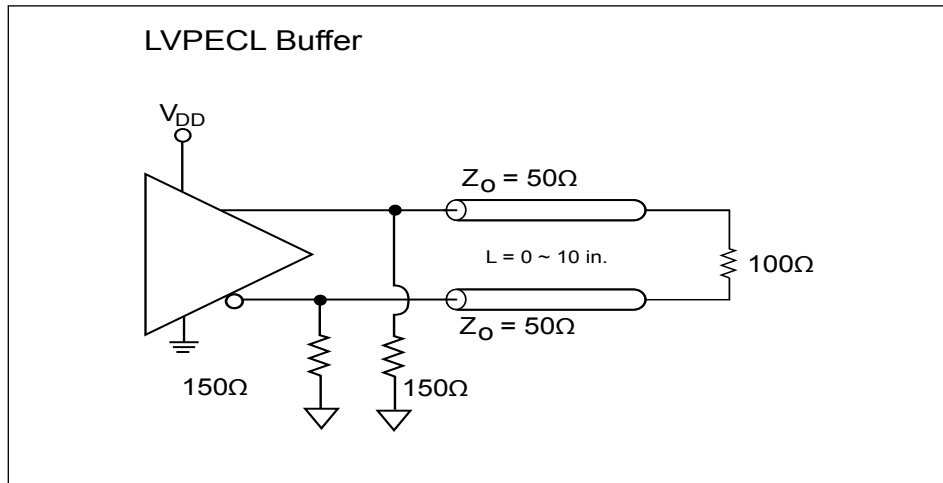 LVPECL Buffer
VDD
Zo = 50Ω
L = 0 ~ 10 in.
100Ω
Zo = 50Ω
150Ω
150Ω